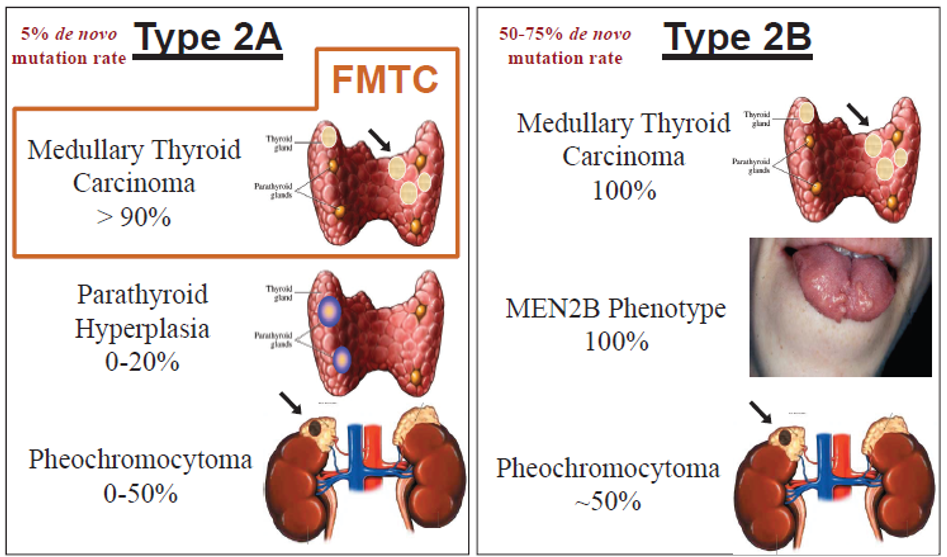 5% de novo
mutation rate
Type 2A
FMTC
Medullary Thyroid
Carcinoma
> 90%
Thyroid
gland
Parathyroid
glands
Parathyroid
Hyperplasia
0-20%
Thyroid
gland
Parathyroid
glands
Pheochromocytoma
0-50%
50-75% de novo
mutation rate
Type 2B
Medullary Thyroid
Carcinoma
100%
Thyroid
gland
Parathyroid
glands
MEN2B Phenotype
100%
Pheochromocytoma
~50%